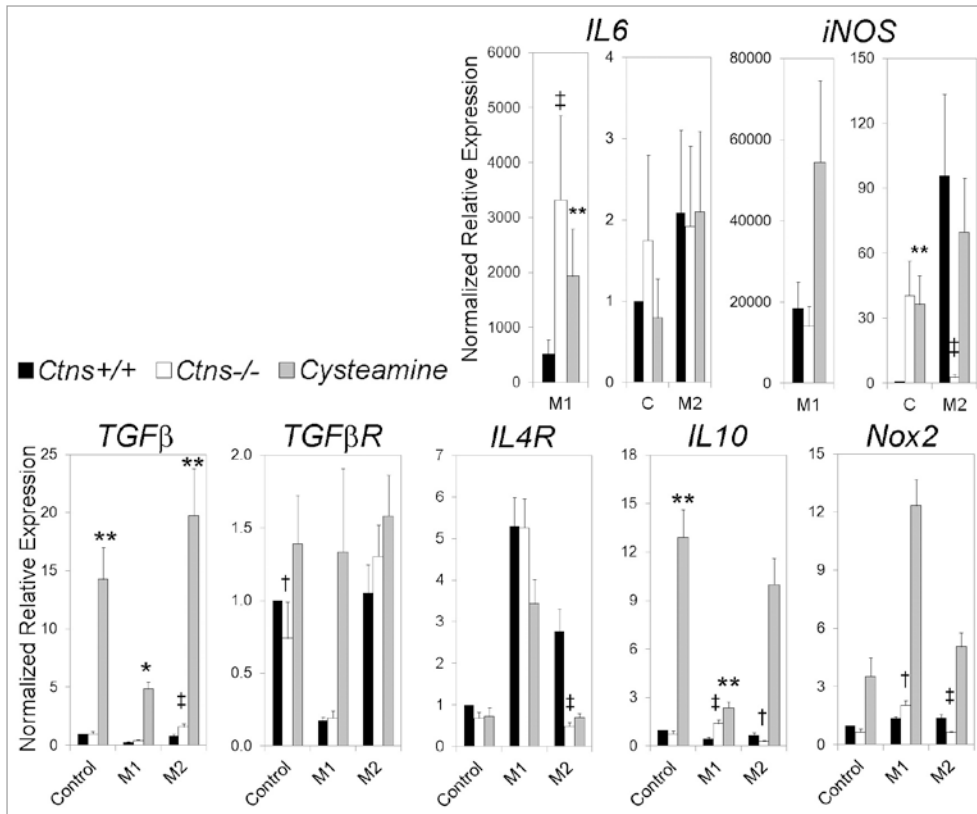 IL6 iNOS
Normalized Relative Expression
6000 5000 4000 3000 2000 1000 0
‡ **
M1
4 3 2 1 0
C M2
80000 60000 40000 20000 0
M1
150 120 90 60 30 0
** ‡
C M2
Ctns+/+ Ctns-/- Cysteamine
TGFβ TGFβR IL4R IL10 Nox2
Normalized Relative Expression
25 20 15 10 5 0
** * ‡ **
Control M1 M2
2.0 1.5 1.0 0.5 0.0
†
Control M1 M2
7 6 5 4 3 2 1 0
‡
Control M1 M2
18 15 12 9 6 3 0
** ‡ ** †
Control M1 M2
15 12 9 6 3 0
† ‡
Control M1 M2